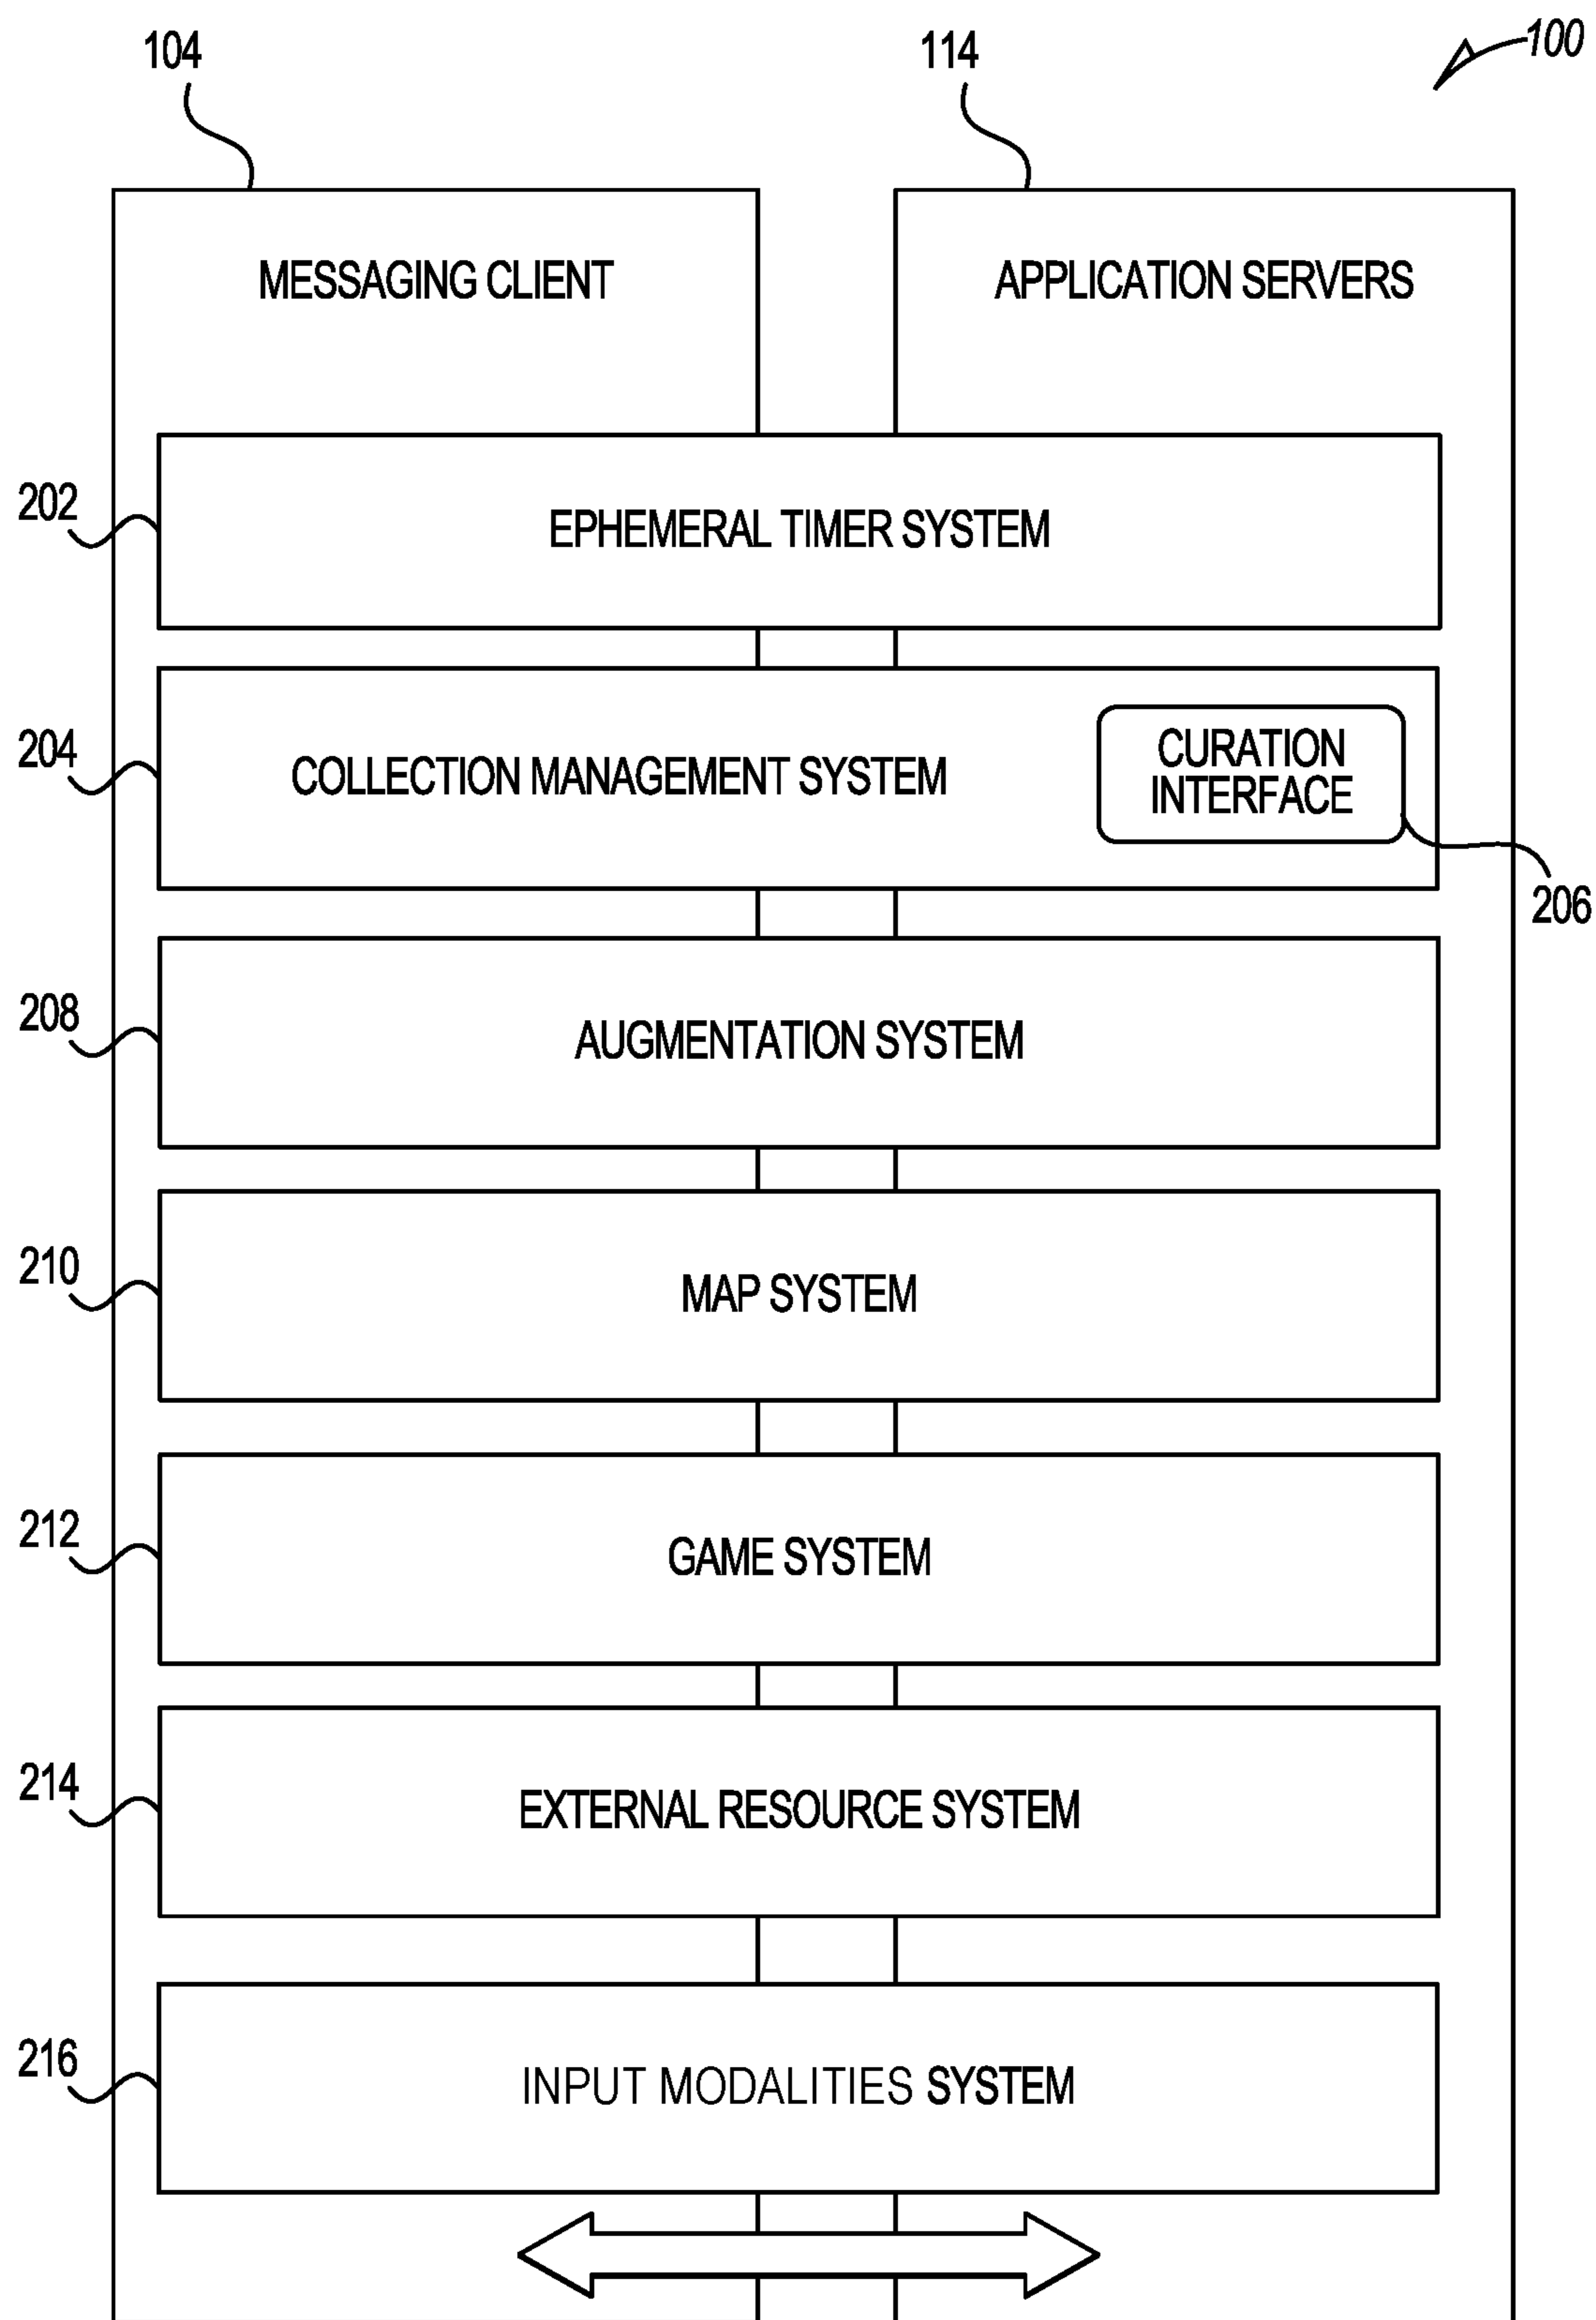 104
114
100
MESSAGING CLIENT
APPLICATION SERVERS
202
EPHEMERAL TIMER SYSTEM
204
COLLECTION MANAGEMENT SYSTEM
CURATION
INTERFACE
206
208
AUGMENTATION SYSTEM
210
MAP SYSTEM
212
GAME SYSTEM
214
EXTERNAL RESOURCE SYSTEM
216
INPUT MODALITIES SYSTEM